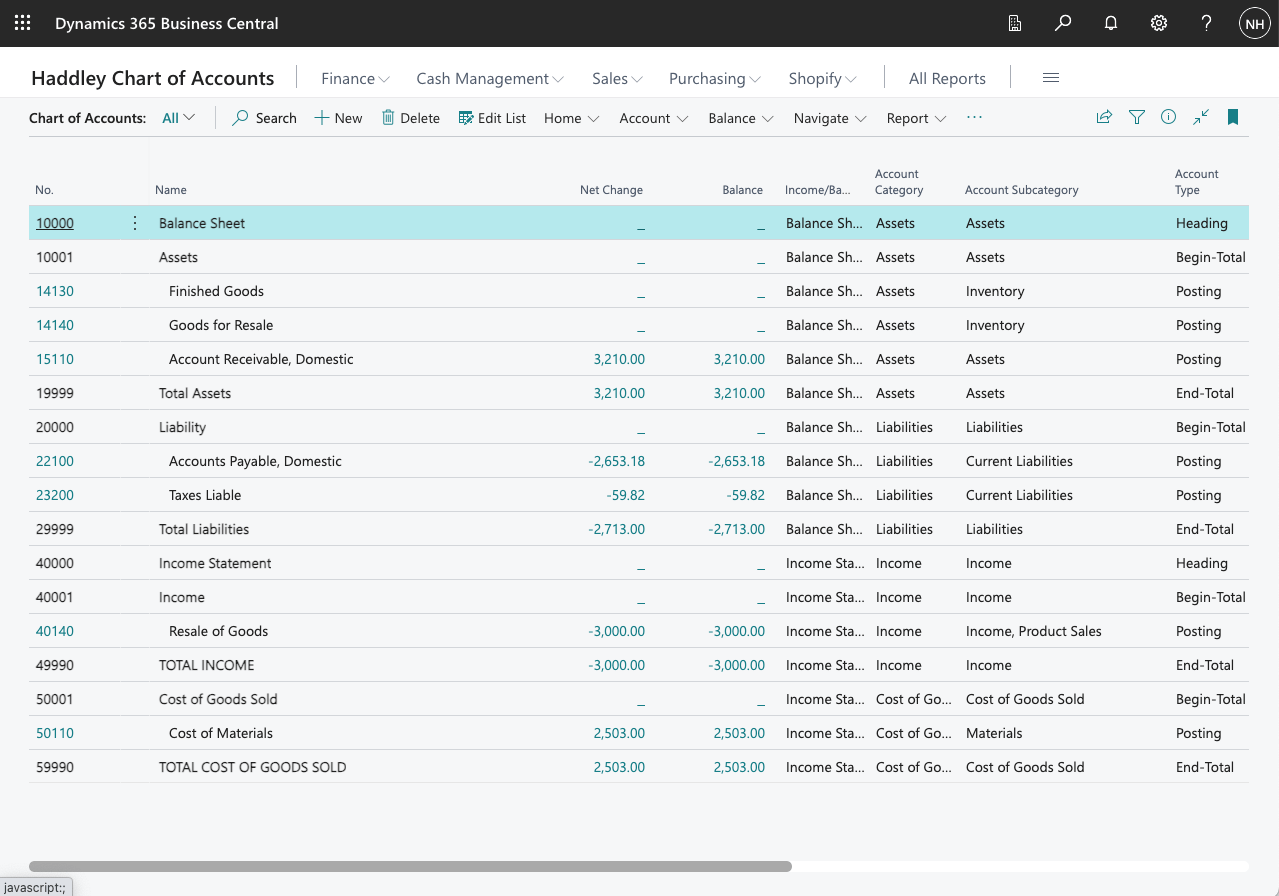 Dynamics 365 Business Central
NH
Haddley Chart of Accounts Finance Cash Management Sales Purchasing Shopify All Reports
Chart of Accounts: All Search New Delete Edit List Home Account Balance Navigate Report ...
No. Name Net Change Balance Income/Ba... Account Category Account Subcategory Account Type
10000 Balance Sheet _ _ Balance Sh... Assets Assets Heading
10001 Assets _ _ Balance Sh... Assets Assets Begin-Total
14130 Finished Goods _ _ Balance Sh... Assets Inventory Posting
14140 Goods for Resale _ _ Balance Sh... Assets Inventory Posting
15110 Account Receivable, Domestic 3,210.00 3,210.00 Balance Sh... Assets Assets Posting
19999 Total Assets 3,210.00 3,210.00 Balance Sh... Assets Assets End-Total
20000 Liability _ _ Balance Sh... Liabilities Liabilities Begin-Total
22100 Accounts Payable, Domestic -2,653.18 -2,653.18 Balance Sh... Liabilities Current Liabilities Posting
23200 Taxes Liable -59.82 -59.82 Balance Sh... Liabilities Current Liabilities Posting
29999 Total Liabilities -2,713.00 -2,713.00 Balance Sh... Liabilities Liabilities End-Total
40000 Income Statement _ _ Income Sta... Income Income Heading
40001 Income _ _ Income Sta... Income Income Begin-Total
40140 Resale of Goods -3,000.00 -3,000.00 Income Sta... Income Income, Product Sales Posting
49990 TOTAL INCOME -3,000.00 -3,000.00 Income Sta... Income Income End-Total
50001 Cost of Goods Sold _ _ Income Sta... Cost of Go... Cost of Goods Sold Begin-Total
50110 Cost of Materials 2,503.00 2,503.00 Income Sta... Cost of Go... Materials Posting
59990 TOTAL COST OF GOODS SOLD 2,503.00 2,503.00 Income Sta... Cost of Go... Cost of Goods Sold End-Total
javascript:;